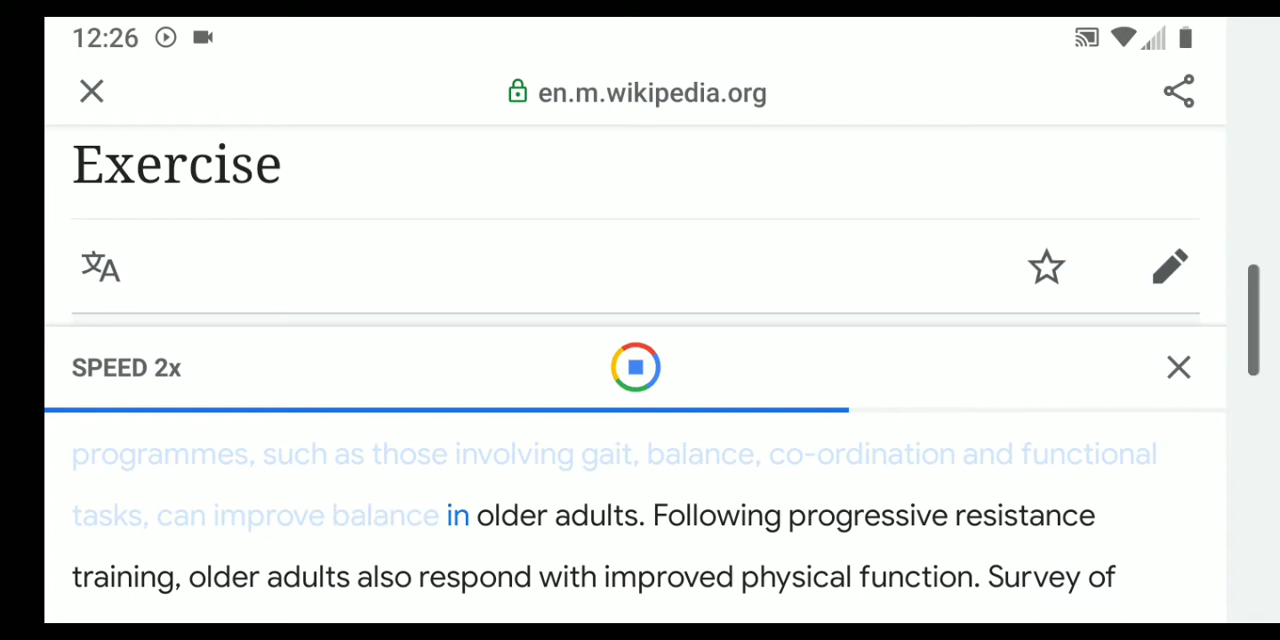 12:26
en.m.wikipedia.org
Exercise
文A
SPEED 2x
programmes, such as those involving gait, balance, co-ordination and functional
tasks, can improve balance in older adults. Following progressive resistance
training, older adults also respond with improved physical function. Survey of